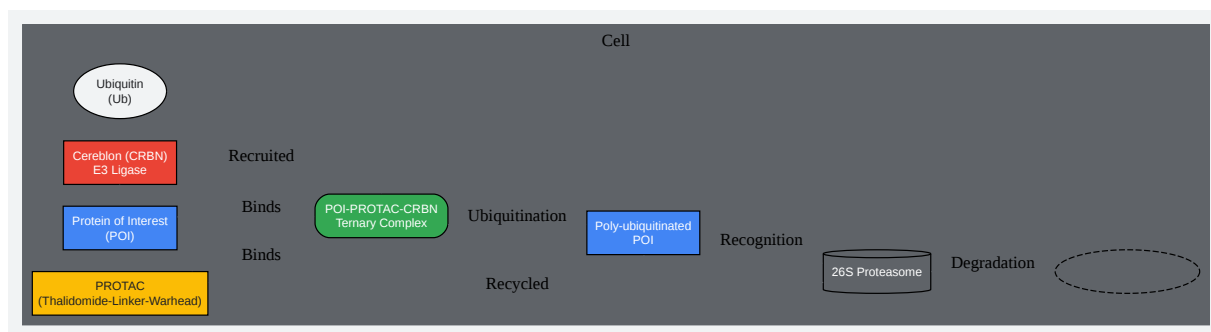 Cell
Ubiquitin
(Ub)
Cereblon (CRBN)
E3 Ligase
Recruited
Protein of Interest
(POI)
Binds
Binds
PROTAC
(Thalidomide-Linker-Warhead)
POI-PROTAC-CRBN
Ternary Complex
Ubiquitination
Recycled
Poly-ubiquitinated
POI
Recognition
26S Proteasome
Degradation